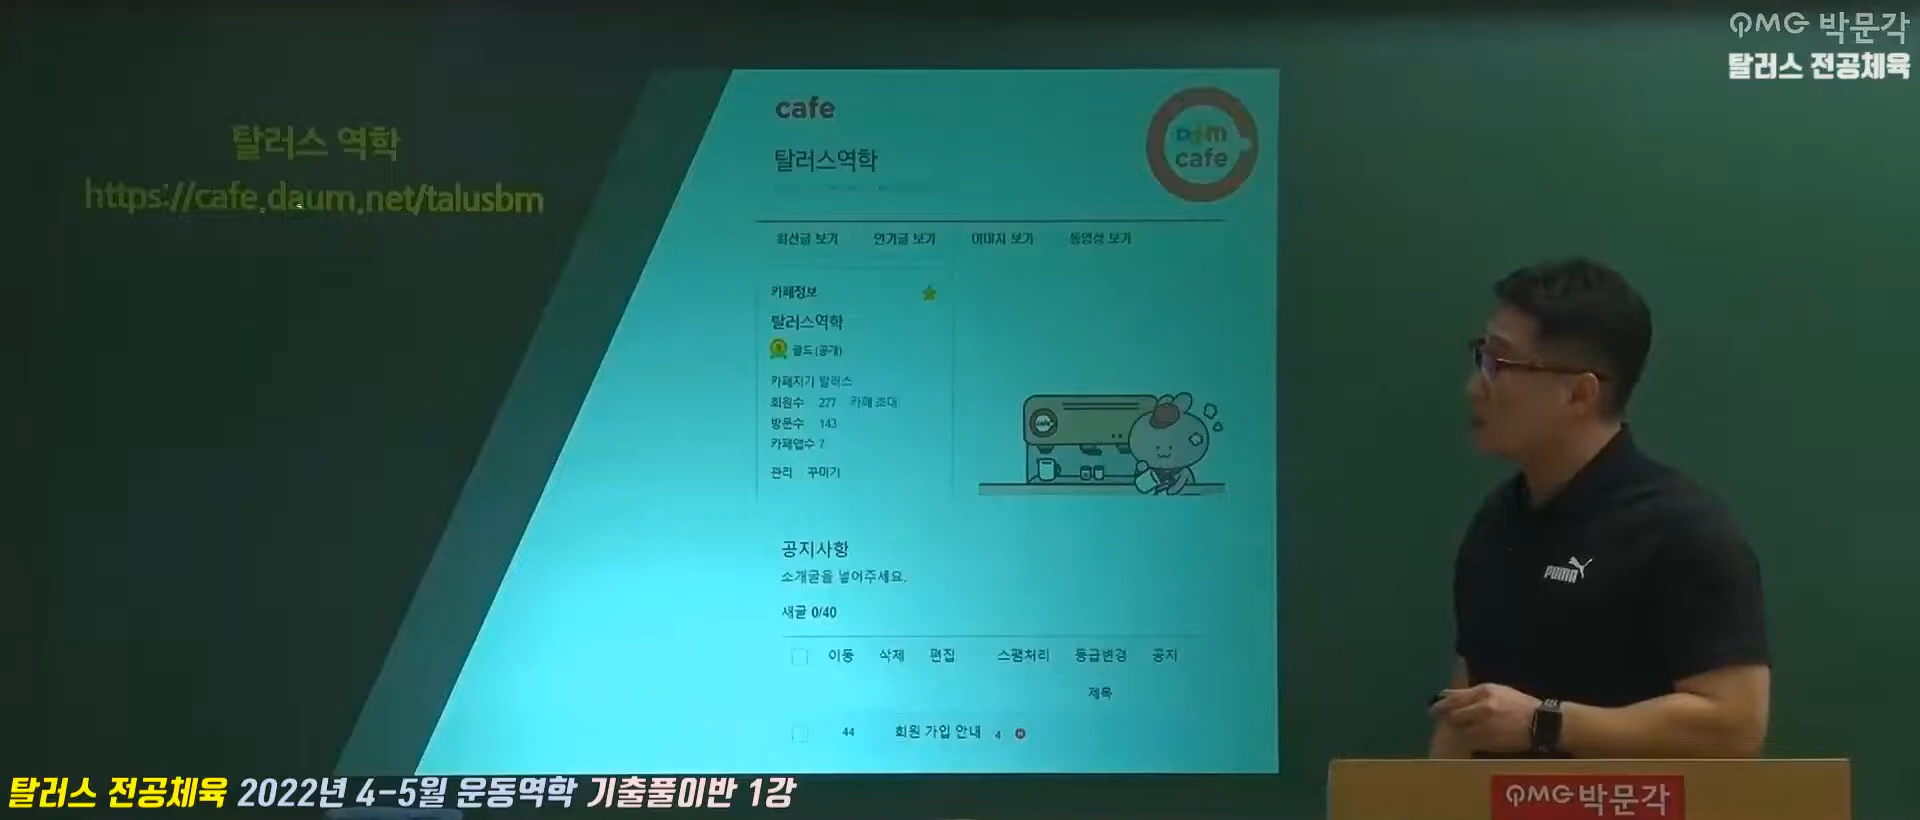 PMG 박문각
탈러스 전공체육
탈러스 역학
https://cafe.daum.net/talusbm
cafe
탈러스역학
cafe
최신글 보기 인기글 보기 이미지 보기 동영상 보기
카페정보
탈러스역학
골드 (공개)
카페지기 탈러스
회원수 277 카페 초대
방문수 143
카페앱수 7
관리 꾸미기
공지사항
소개글을 넣어주세요.
새글 0/40
이동 삭제 편집 스팸처리 등급변경 공지
제목
44 회원 가입 안내 4
PUMA
PMG 박문각
탈러스 전공체육 2022년 4-5월 운동역학 기출풀이반 1강